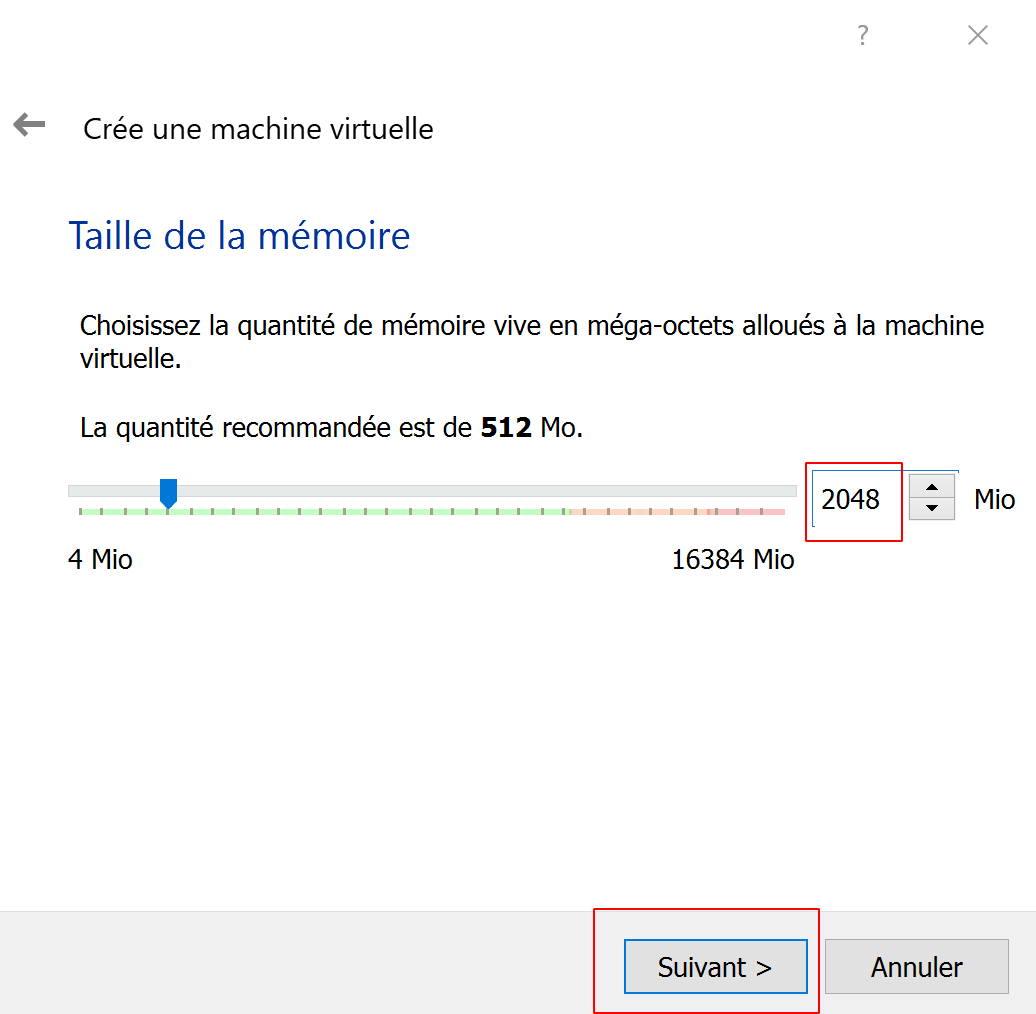 ?
Crée une machine virtuelle
Taille de la mémoire
Choisissez la quantité de mémoire vive en méga-octets alloués à la machine
virtuelle.
La quantité recommandée est de 512 Mo.
2048 Mio
4 Mio 16384 Mio
Suivant > Annuler